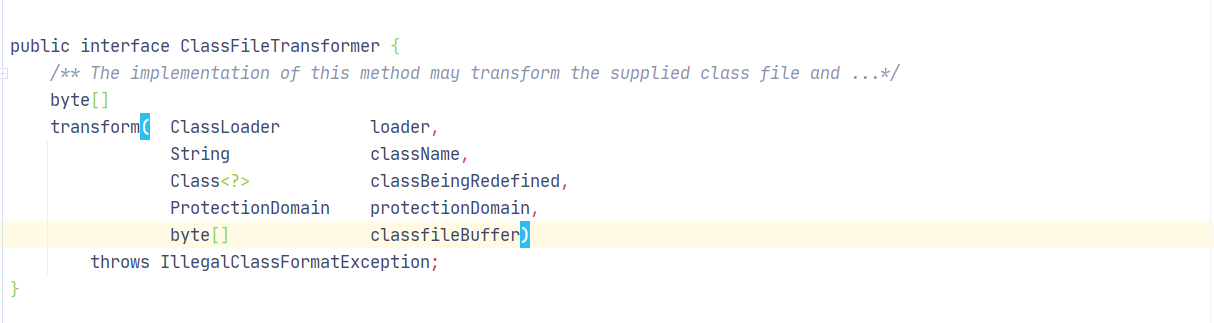 public interface ClassFileTransformer {
/** The implementation of this method may transform the supplied class file and ...*/
byte[]
transform(  ClassLoader         loader,
String              className,
Class<?>            classBeingRedefined,
ProtectionDomain    protectionDomain,
byte[]              classfileBuffer)
throws IllegalClassFormatException;
}